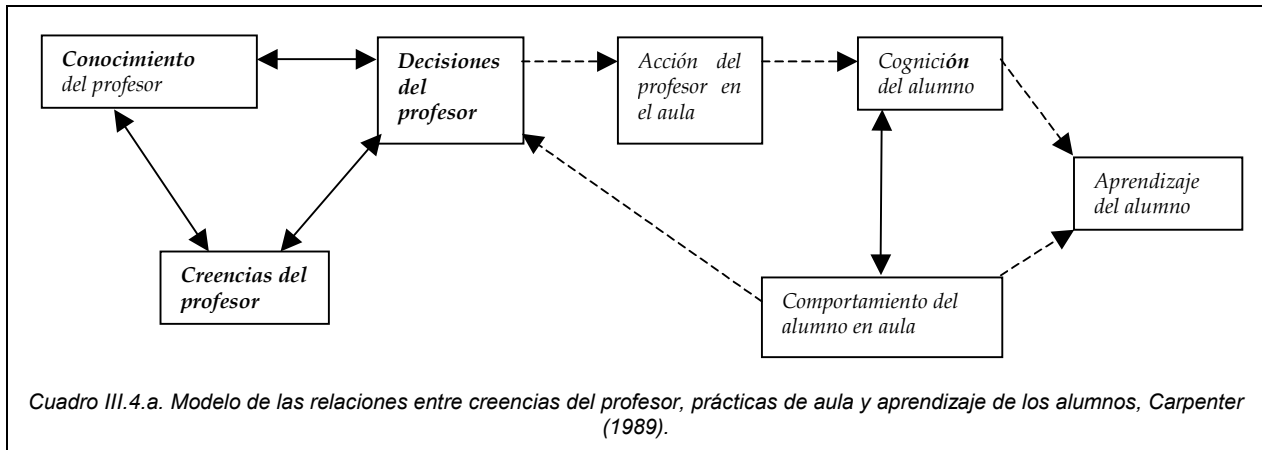 Conocimiento
del profesor
Decisiones
del
profesor
Acción del
profesor en
el aula
Cognición
del alumno
Aprendizaje
del alumno
Creencias del
profesor
Comportamiento del
alumno en aula
Cuadro III.4.a. Modelo de las relaciones entre creencias del profesor, prácticas de aula y aprendizaje de los alumnos, Carpenter
(1989).